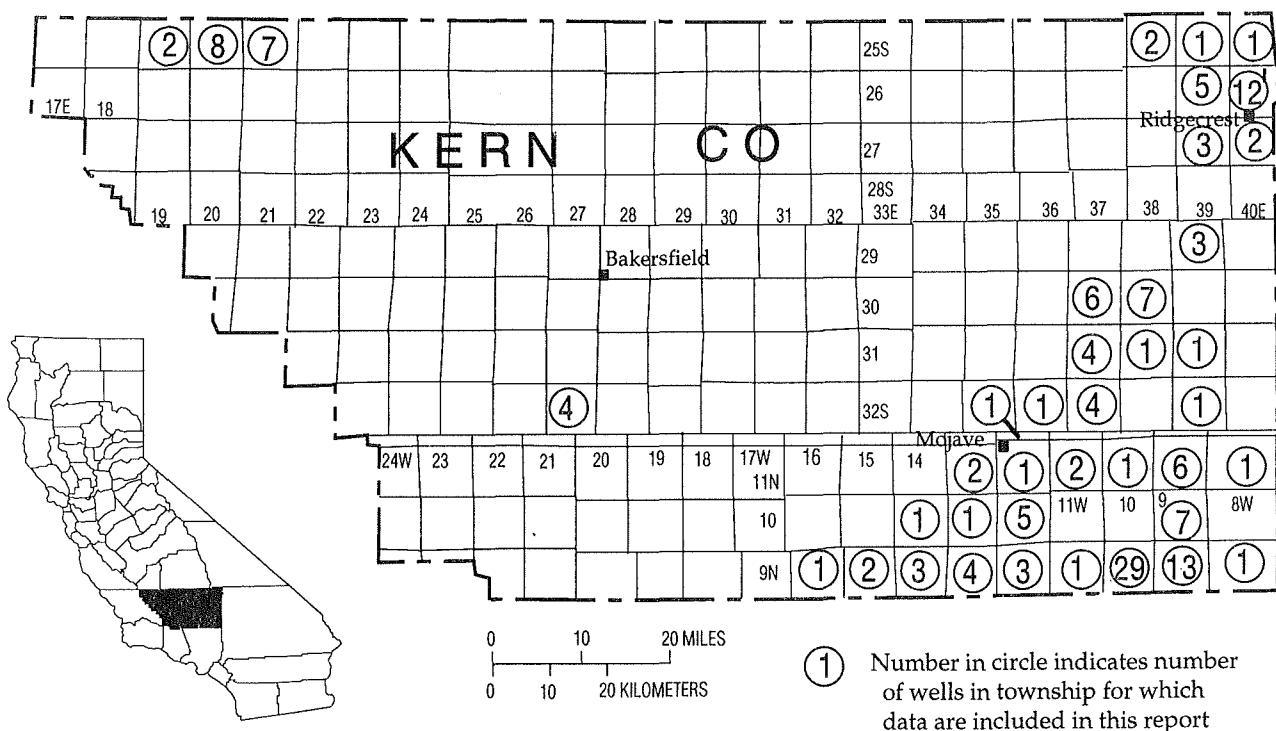 2 8 7 25S 2 1 1
17E 18 26 5 12
Ridgecrest
KERN CO 27 3 2
28S
19 20 21 22 23 24 25 26 27 28 29 30 31 32 33E 34 35 36 37 38 39 40E
Bakersfield 29 3
30 6 7
31 4 1 1
4 32S 1 1 4 1
Mojave
24W 23 22 21 20 19 18 17W 16 15 14 2 1 2 1 6 1
11N
10 1 1 5 11W 10 9 7 8W
9N 1 2 3 4 3 1 29 13 1
0 10 20 MILES
0 10 20 KILOMETERS
1 Number in circle indicates number
of wells in township for which
data are included in this report